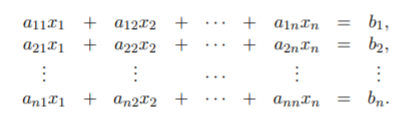 a₁₁x₁ + a₁₂x₂ + ⋯ + a₁ₙxₙ = b₁,
a₂₁x₁ + a₂₂x₂ + ⋯ + a₂ₙxₙ = b₂,
⋮ ⋮ … ⋮ ⋮
aₙ₁x₁ + aₙ₂x₂ + ⋯ + aₙₙxₙ = bₙ.